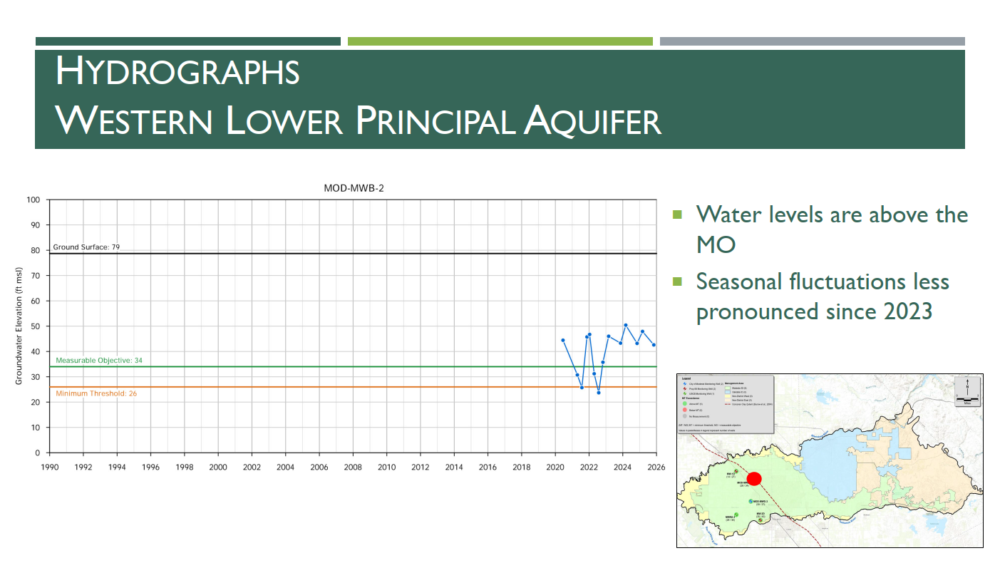 HYDROGRAPHS
WESTERN LOWER PRINCIPAL AQUIFER
MOD-MWB-2
100
90
80
70
60
50
40
30
20
10
0
Groundwater Elevation (ft msl)
Ground Surface: 79
Measurable Objective: 34
Minimum Threshold: 26
1990 1992 1994 1996 1998 2000 2002 2004 2006 2008 2010 2012 2014 2016 2018 2020 2022 2024 2026
Water levels are above the
MO
Seasonal fluctuations less
pronounced since 2023
Legend
Management Area
N
Miles